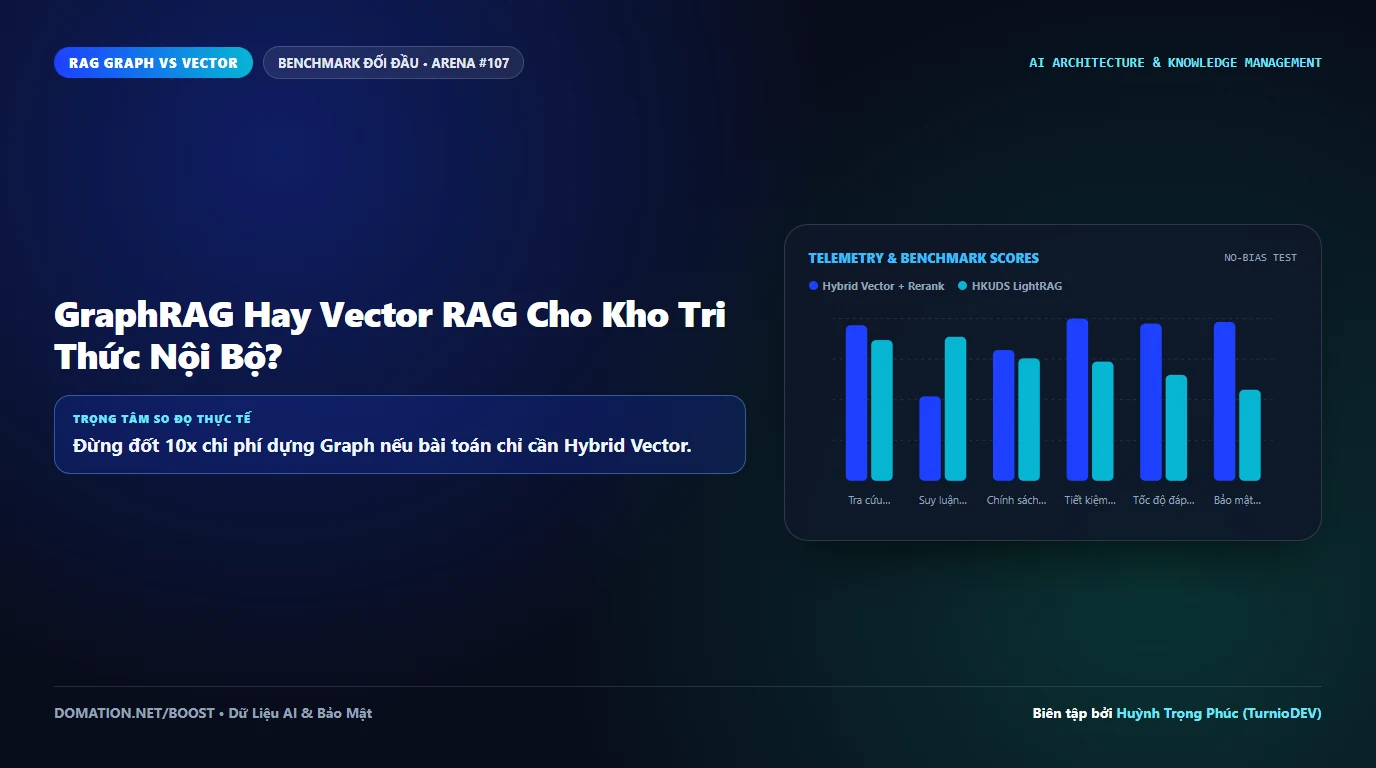 RAG GRAPH VS VECTOR
BENCHMARK ĐỐI ĐẦU • ARENA #107
AI ARCHITECTURE & KNOWLEDGE MANAGEMENT
GraphRAG Hay Vector RAG Cho Kho Tri
Thức Nội Bộ?
TRỌNG TÂM SO ĐỌ THỰC TẾ
Đừng đốt 10x chi phí dựng Graph nếu bài toán chỉ cần Hybrid Vector.
TELEMETRY & BENCHMARK SCORES
NO-BIAS TEST
Hybrid Vector + Rerank
HKUDS LightRAG
Tra cứu...
Suy luận...
Chính sách...
Tiết kiệm...
Tốc độ đáp...
Bảo mật...
DOMATION.NET/BOOST • Dữ Liệu AI & Bảo Mật
Biên tập bởi Huỳnh Trọng Phúc (TurnioDEV)